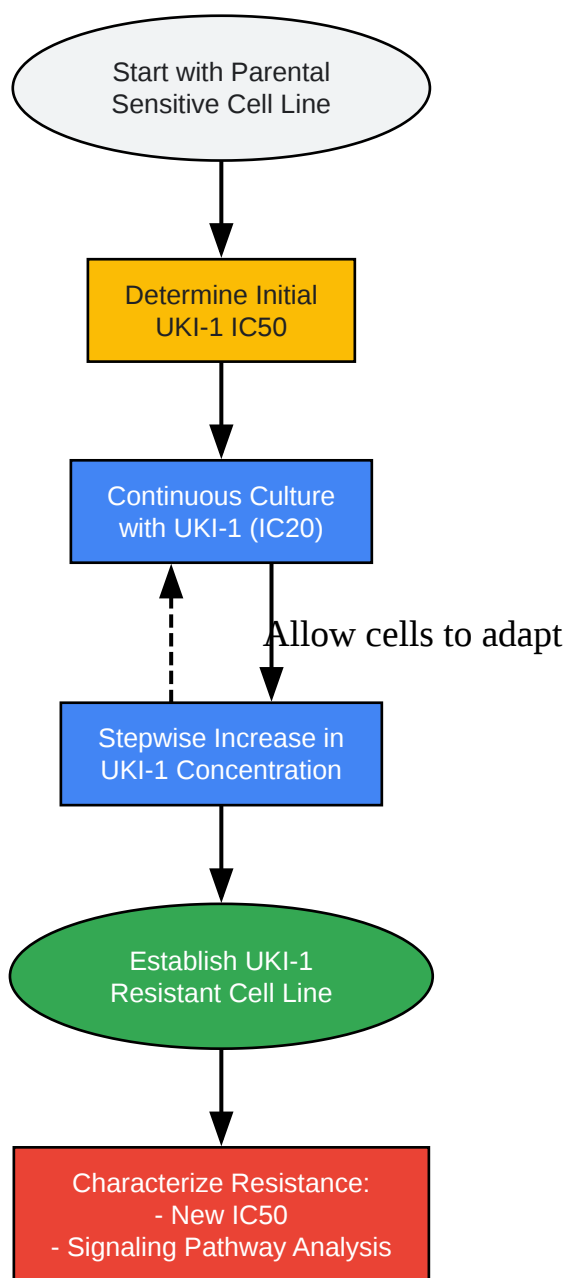 Start with Parental
Sensitive Cell Line
Determine Initial
UKI-1 IC50
Continuous Culture
with UKI-1 (IC20)
Allow cells to adapt
Stepwise Increase in
UKI-1 Concentration
Establish UKI-1
Resistant Cell Line
Characterize Resistance:
- New IC50
- Signaling Pathway Analysis